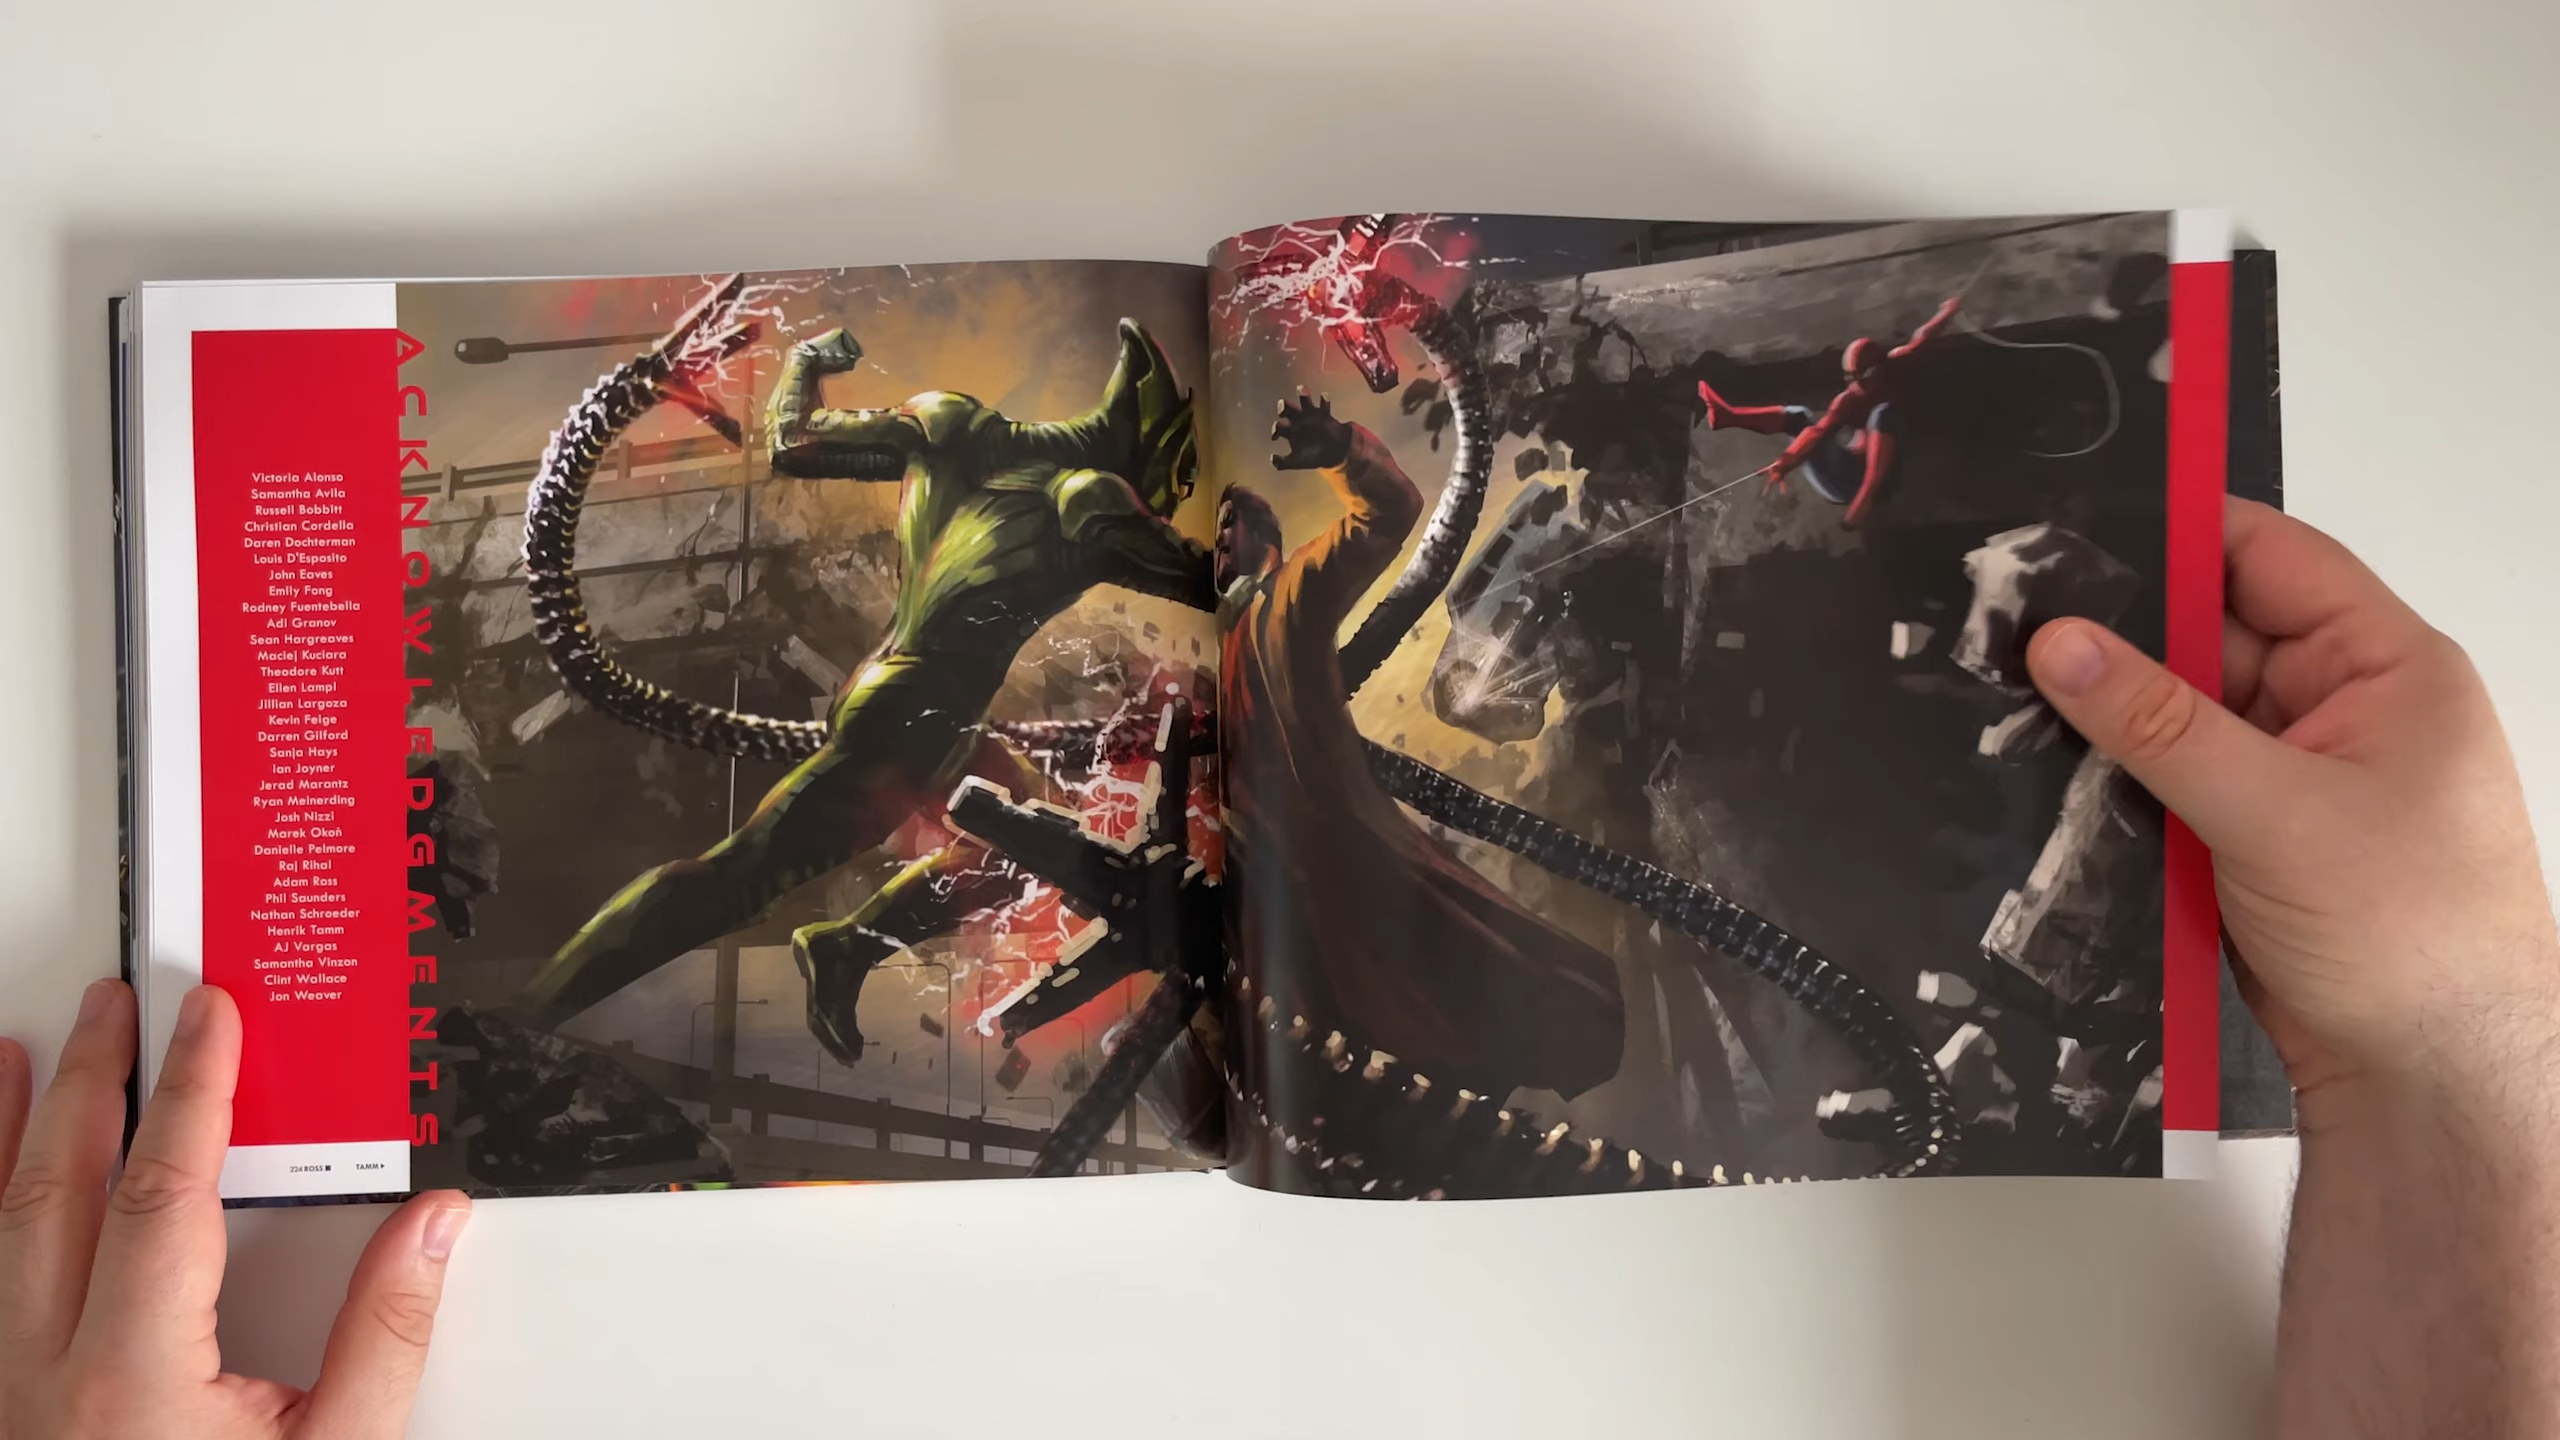 ACKNOWLEDGMENTS
Victoria Alonso
Samantha Avila
Russell Bobbitt
Christian Cordella
Daren Dochterman
Louis D'Esposito
John Eaves
Emily Fong
Rodney Fuentebella
Adi Granov
Sean Hargreaves
Maciej Kuciara
Theodore Kutt
Ellen Lampl
Jillian Largoza
Kevin Feige
Darren Gilford
Sanja Hays
Ian Joyner
Jerad Marantz
Ryan Meinerding
Josh Nizzi
Marek Okoń
Danielle Pelmore
Raj Rihal
Adam Ross
Phil Saunders
Nathan Schroeder
Henrik Tamm
AJ Vargas
Samantha Vinzon
Clint Wallace
Jon Weaver
224 ROSS ■ TAMM ▶